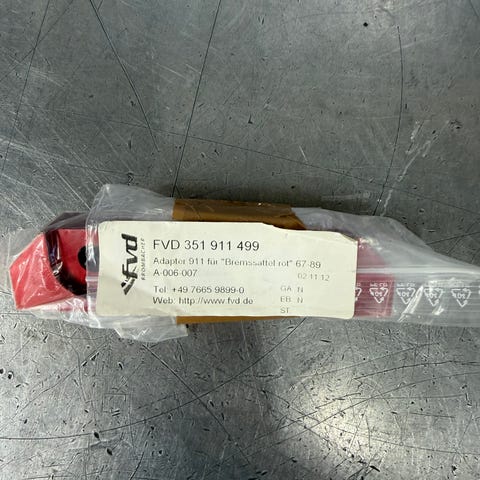 fvd
BROMBACHER
FVD 351 911 499
Adapter 911 für "Bremssattel rot" 67-89
A-006-007 02.11.12
Tel +49.7665-9899-0 GA N
Web: http://www.fvd.de EB N
ST.